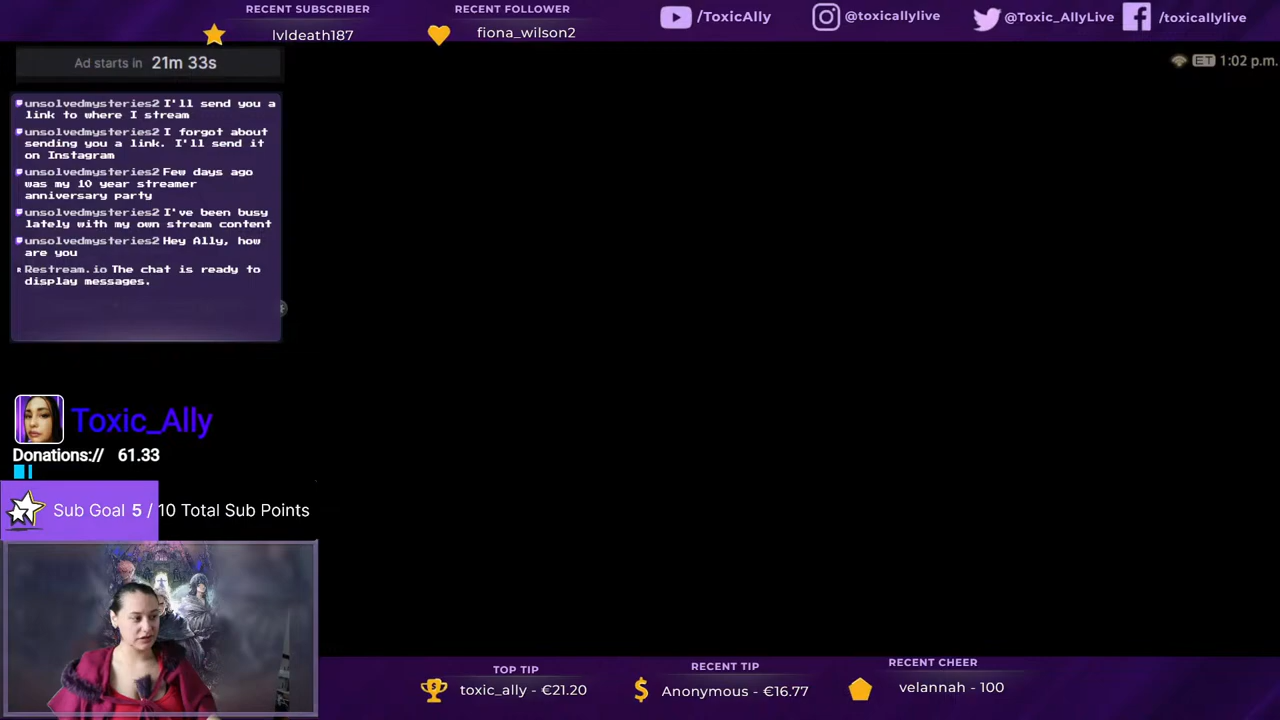 RECENT SUBSCRIBER
lvldeath187
RECENT FOLLOWER
fiona_wilson2
/ToxicAlly
@toxicallylive
@Toxic_AllyLive
/toxicallylive
Ad starts in 21m 33s
ET 1:02 p.m.
unsolvedmysteries2 I'll send you a
link to where I stream
unsolvedmysteries2 I forgot about
sending you a link. I'll send it
on Instagram
unsolvedmysteries2 Few days ago
was my 10 year streamer
anniversary party
unsolvedmysteries2 I've been busy
lately with my own stream content
unsolvedmysteries2 Hey Ally, how
are you
Restream.io The chat is ready to
display messages.
Toxic_Ally
Donations:// 61.33
Sub Goal 5 / 10 Total Sub Points
TOP TIP
toxic_ally - €21.20
RECENT TIP
Anonymous - €16.77
RECENT CHEER
velannah - 100